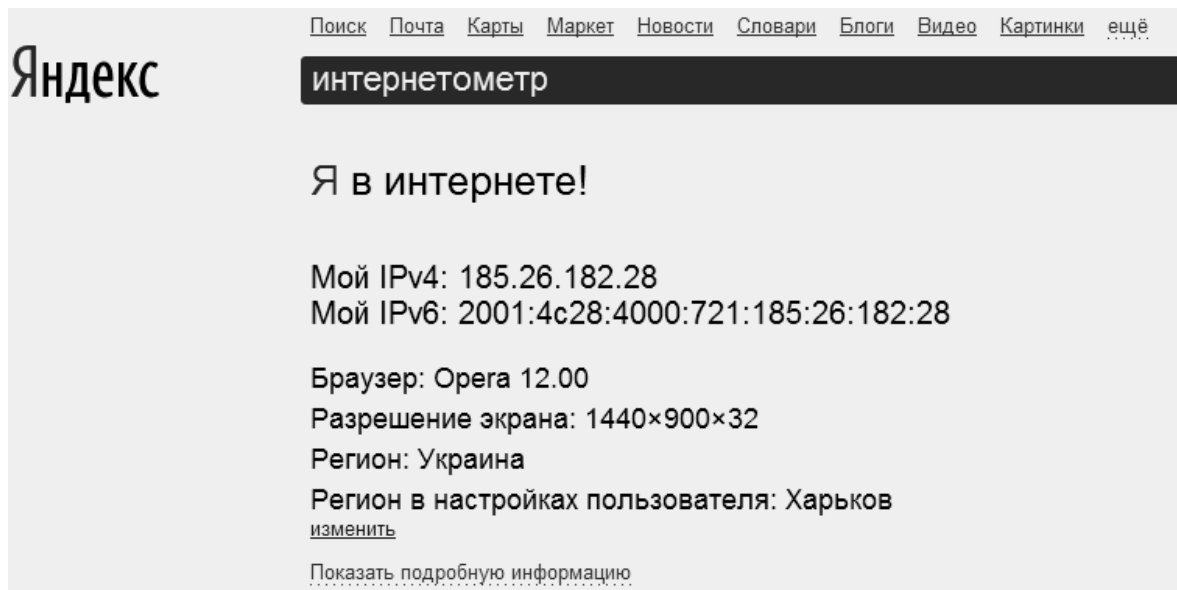 Поиск Почта Карты Маркет Новости Словари Блоги Видео Картинки ещё
Яндекс
интернетометр
Я в интернете!
Мой IPv4: 185.26.182.28
Мой IPv6: 2001:4c28:4000:721:185:26:182:28
Браузер: Opera 12.00
Разрешение экрана: 1440×900×32
Регион: Украина
Регион в настройках пользователя: Харьков
изменить
Показать подробную информацию